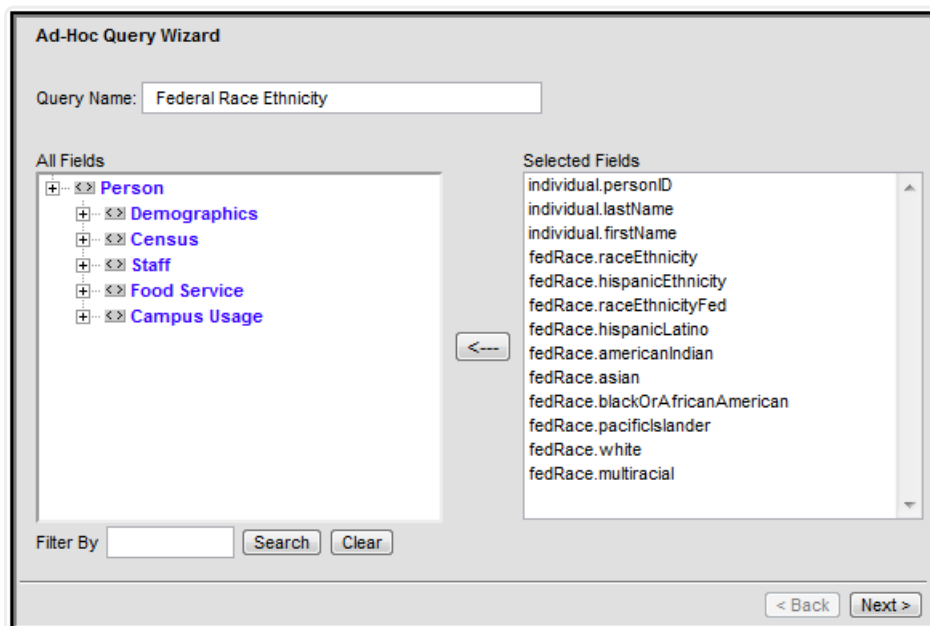 Ad-Hoc Query Wizard
Query Name: Federal Race Ethnicity
All Fields
Person
Demographics
Census
Staff
Food Service
Campus Usage
<---
Selected Fields
individual.personID
individual.lastName
individual.firstName
fedRace.raceEthnicity
fedRace.hispanicEthnicity
fedRace.raceEthnicityFed
fedRace.hispanicLatino
fedRace.americanIndian
fedRace.asian
fedRace.blackOrAfricanAmerican
fedRace.pacificIslander
fedRace.white
fedRace.multiracial
Filter By Search Clear
< Back Next >